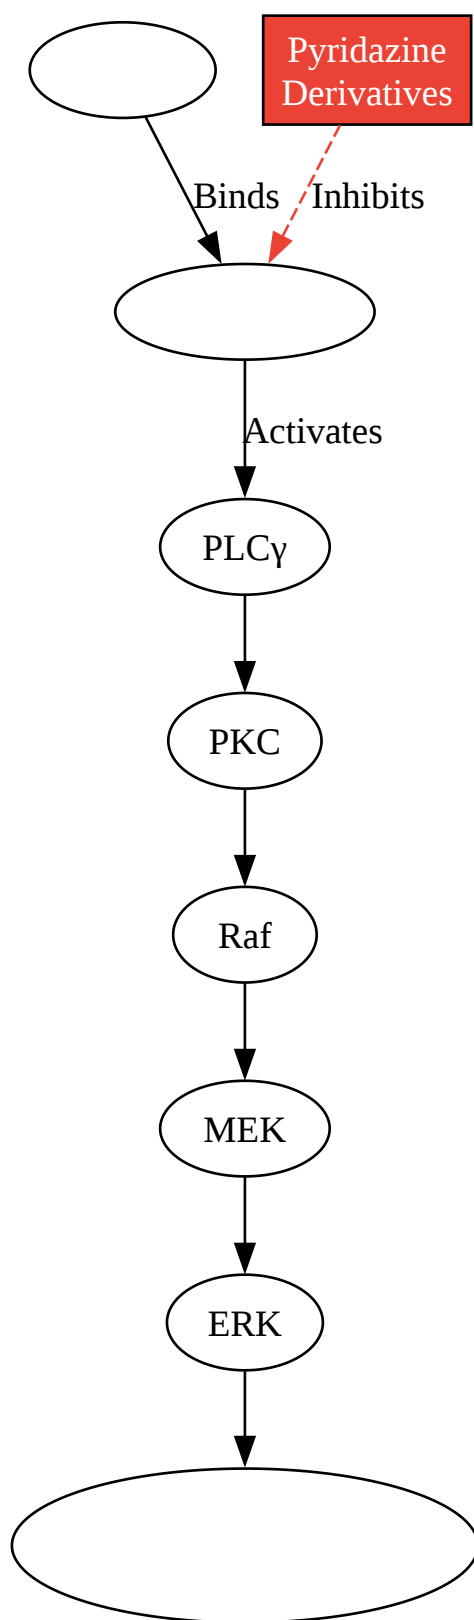 Pyridazine
Derivatives
Binds
Inhibits
Activates
PLCγ
PKC
Raf
MEK
ERK